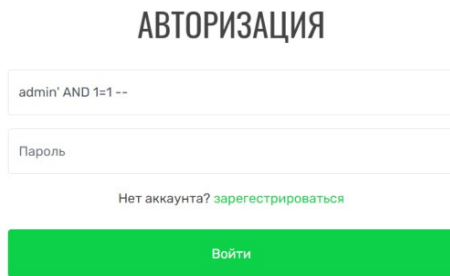 АВТОРИЗАЦИЯ
admin' AND 1=1 --
Пароль
Нет аккаунта? зарегестрироваться
Войти